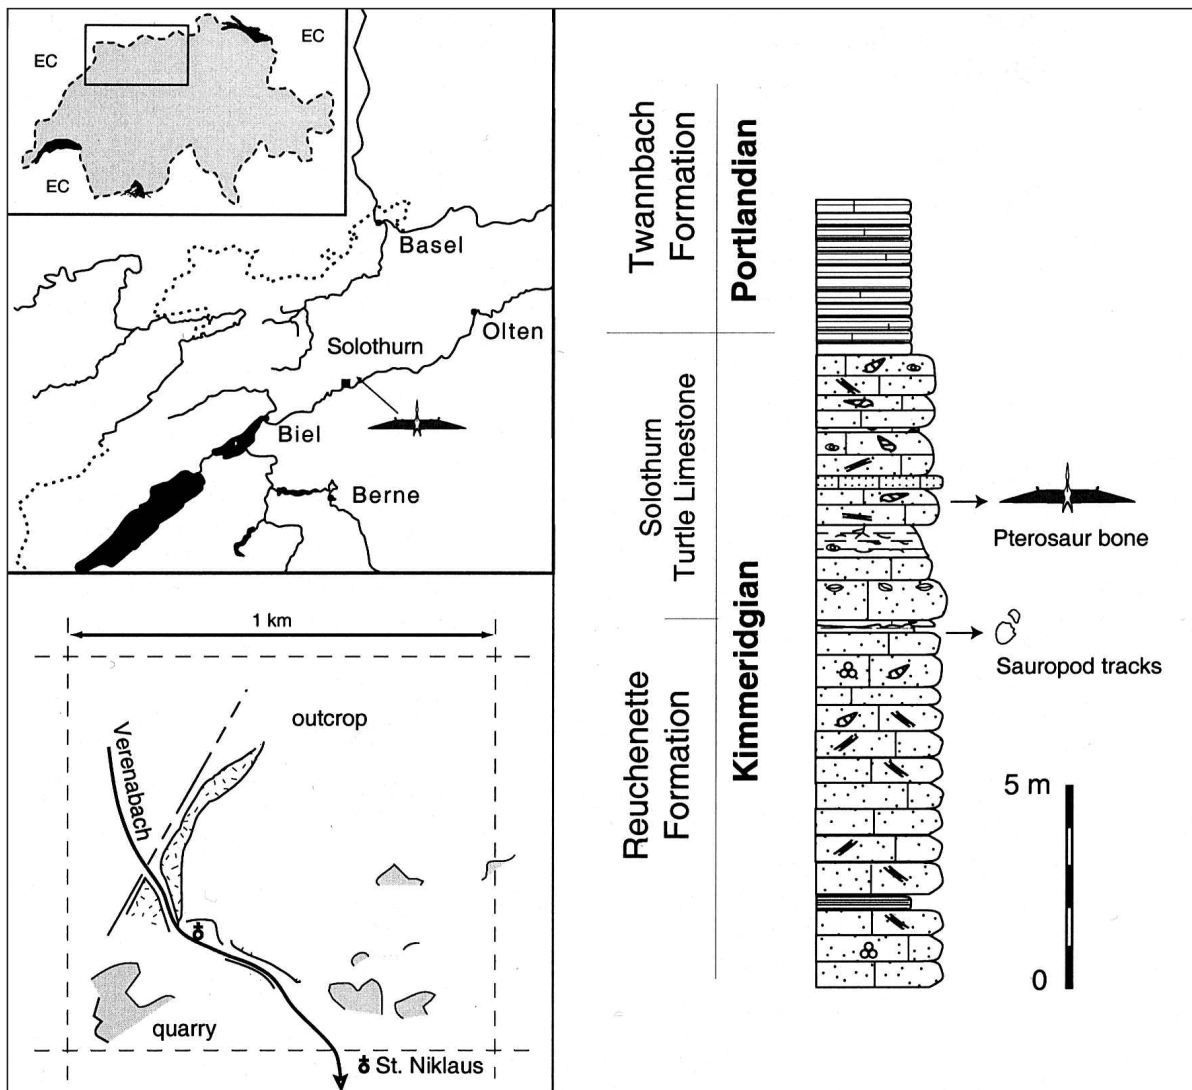 EC
EC
EC
Basel
Olten
Solothurn
Biel
Berne
1 km
outcrop
Verenabach
quarry
St. Niklaus
Twannbach
Formation
Portlandian
Solothurn
Turtle Limestone
Kimmeridgian
Reuchenette
Formation
Pterosaur bone
Sauropod tracks
5 m
0